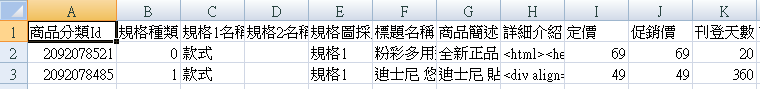 A B C D E F G H I J K
1 商品分類Id 規格種類 規格1名稱 規格2名稱 規格圖採 標題名稱 商品簡述 詳細介紹 定價 促銷價 刊登天數
2 2092078521 0 款式 規格1 粉彩多用 全新正品 <html><he 69 69 20
3 2092078485 1 款式 規格1 迪士尼 悠 迪士尼 貼 <div align= 49 49 360